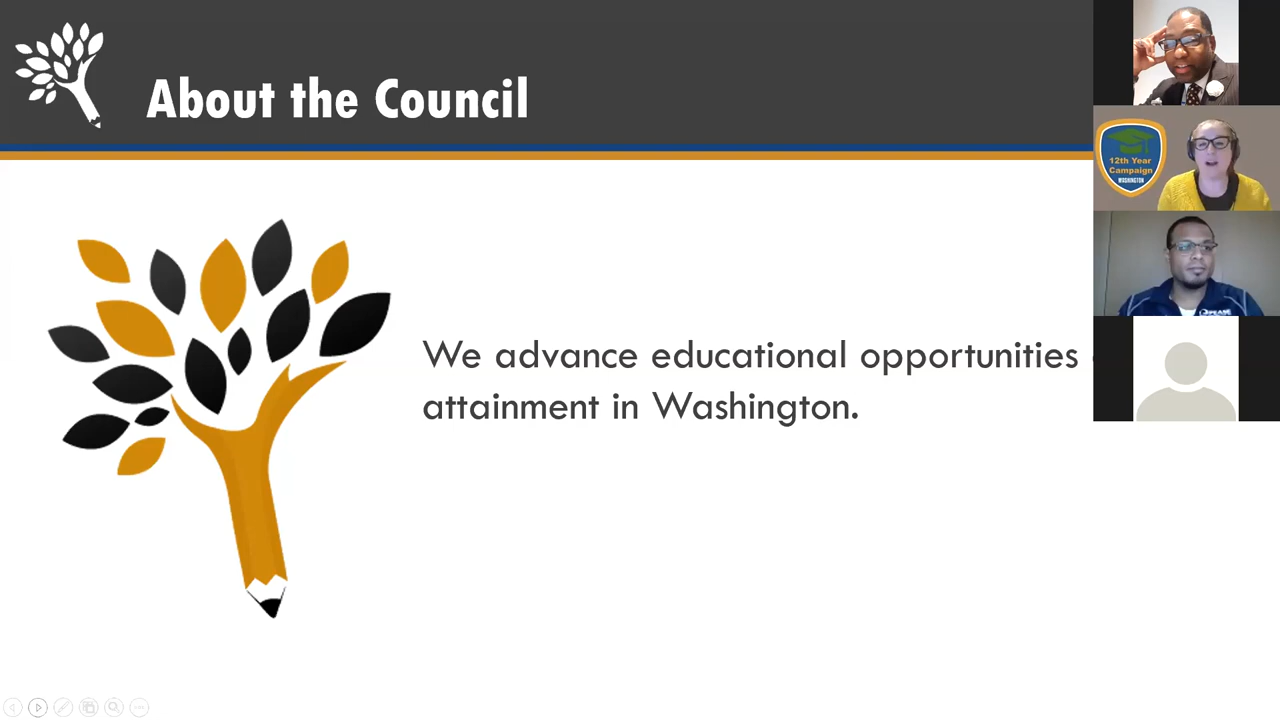 About the Council
12th Year
Campaign
WASHINGTON
We advance educational opportunities
attainment in Washington.